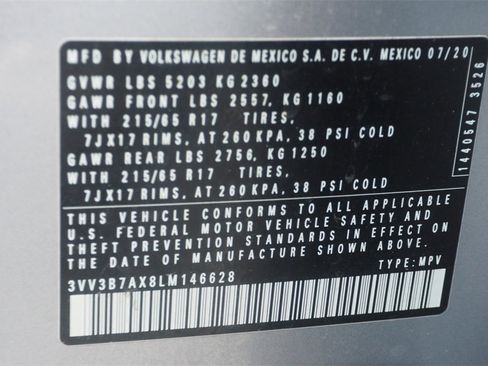 MFD BY VOLKSWAGEN DE MEXICO S.A. DE C.V. MEXICO 07/20
GVWR LBS 5203 KG 2360
GAWR FRONT LBS 2557, KG 1160
WITH 215/65 R17 TIRES,
7JX17 RIMS, AT 260 KPA, 38 PSI COLD
GAWR REAR LBS 2756, KG 1250
WITH 215/65 R17 TIRES,
7JX17 RIMS, AT 260 KPA, 38 PSI COLD
THIS VEHICLE CONFORMS TO ALL APPLICABLE
U.S. FEDERAL MOTOR VEHICLE SAFETY AND
THEFT PREVENTION STANDARDS IN EFFECT ON
THE DATE OF MANUFACTURE SHOWN ABOVE.
3VV3B7AX8LM146628 TYPE: MPV
1440547 3526